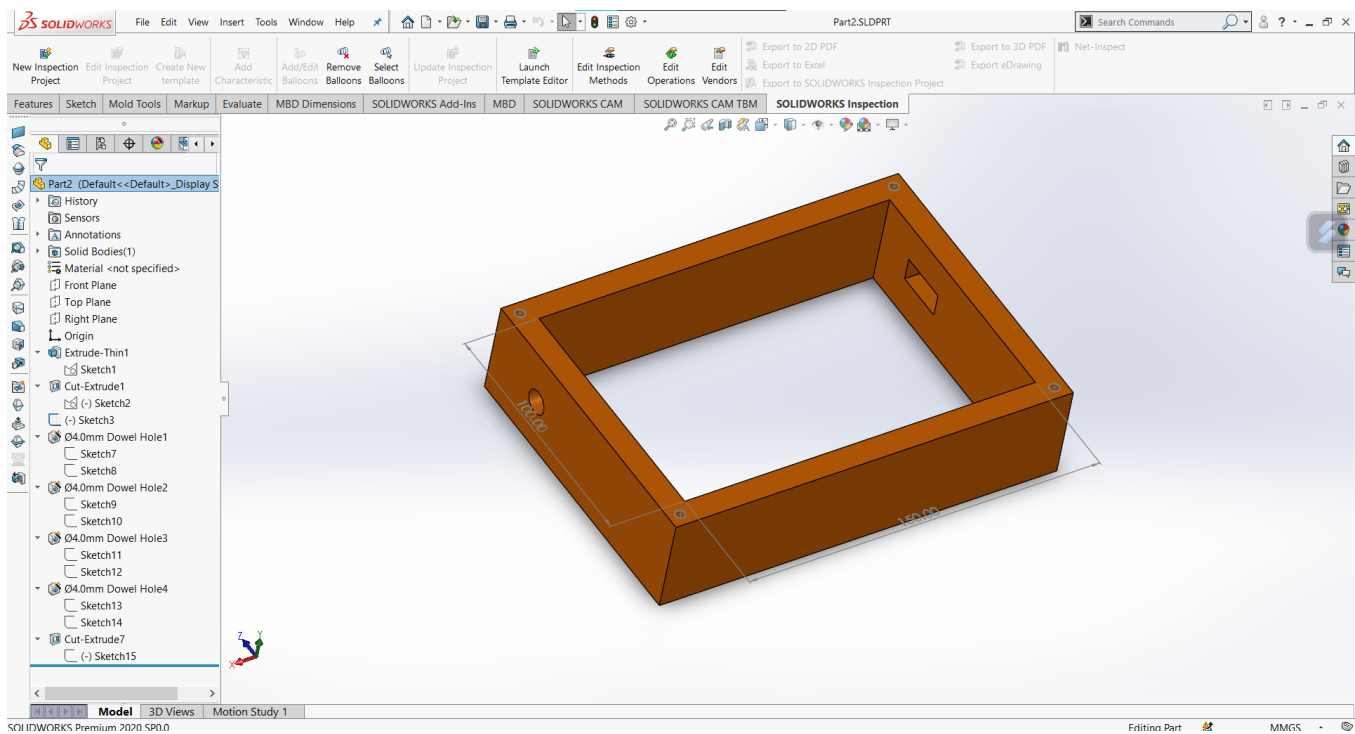 SOLIDWORKS File Edit View Insert Tools Window Help Part2.SLDPRT Search Commands
New Inspection Project
Edit Inspection Project
Create New template
Add Characteristic
Add/Edit Balloons
Remove Balloons
Select Balloons
Update Inspection Project
Launch Template Editor
Edit Inspection Methods
Edit Operations
Edit Vendors
Export to 2D PDF
Export to Excel
Export to SOLIDWORKS Inspection Project
Export to 3D PDF
Export eDrawing
Net-Inspect
Features Sketch Mold Tools Markup Evaluate MBD Dimensions SOLIDWORKS Add-Ins MBD SOLIDWORKS CAM SOLIDWORKS CAM TBM SOLIDWORKS Inspection
Part2 (Default<<Default>_Display S
History
Sensors
Annotations
Solid Bodies(1)
Material <not specified>
Front Plane
Top Plane
Right Plane
Origin
Extrude-Thin1
Sketch1
Cut-Extrude1
(-) Sketch2
(-) Sketch3
Ø4.0mm Dowel Hole1
Sketch7
Sketch8
Ø4.0mm Dowel Hole2
Sketch9
Sketch10
Ø4.0mm Dowel Hole3
Sketch11
Sketch12
Ø4.0mm Dowel Hole4
Sketch13
Sketch14
Cut-Extrude7
(-) Sketch15
100.00
150.00
Z Y
X
Model 3D Views Motion Study 1
SOLIDWORKS Premium 2020 SP0.0 Editing Part MMGS